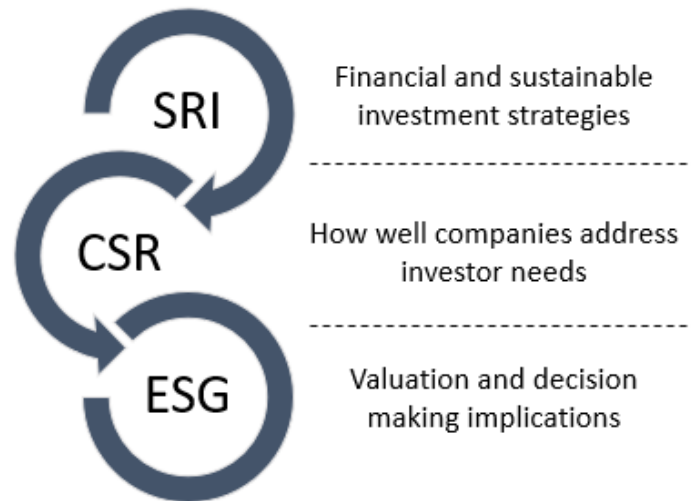 SRI
Financial and sustainable
investment strategies
CSR
How well companies address
investor needs
ESG
Valuation and decision
making implications